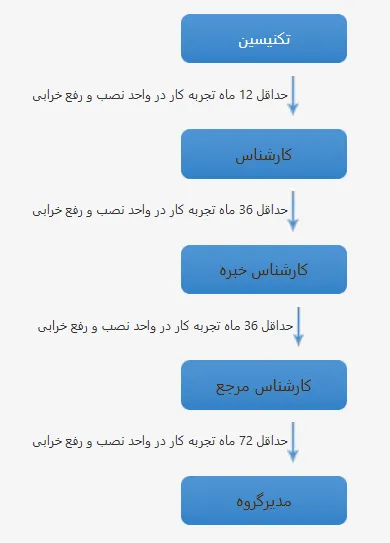 تکنیسین
حداقل 12 ماه تجربه کار در واحد نصب و رفع خرابی
کارشناس
حداقل 36 ماه تجربه کار در واحد نصب و رفع خرابی
کارشناس خبره
حداقل 36 ماه تجربه کار در واحد نصب و رفع خرابی
کارشناس مرجع
حداقل 72 ماه تجربه کار در واحد نصب و رفع خرابی
مدیرگروه